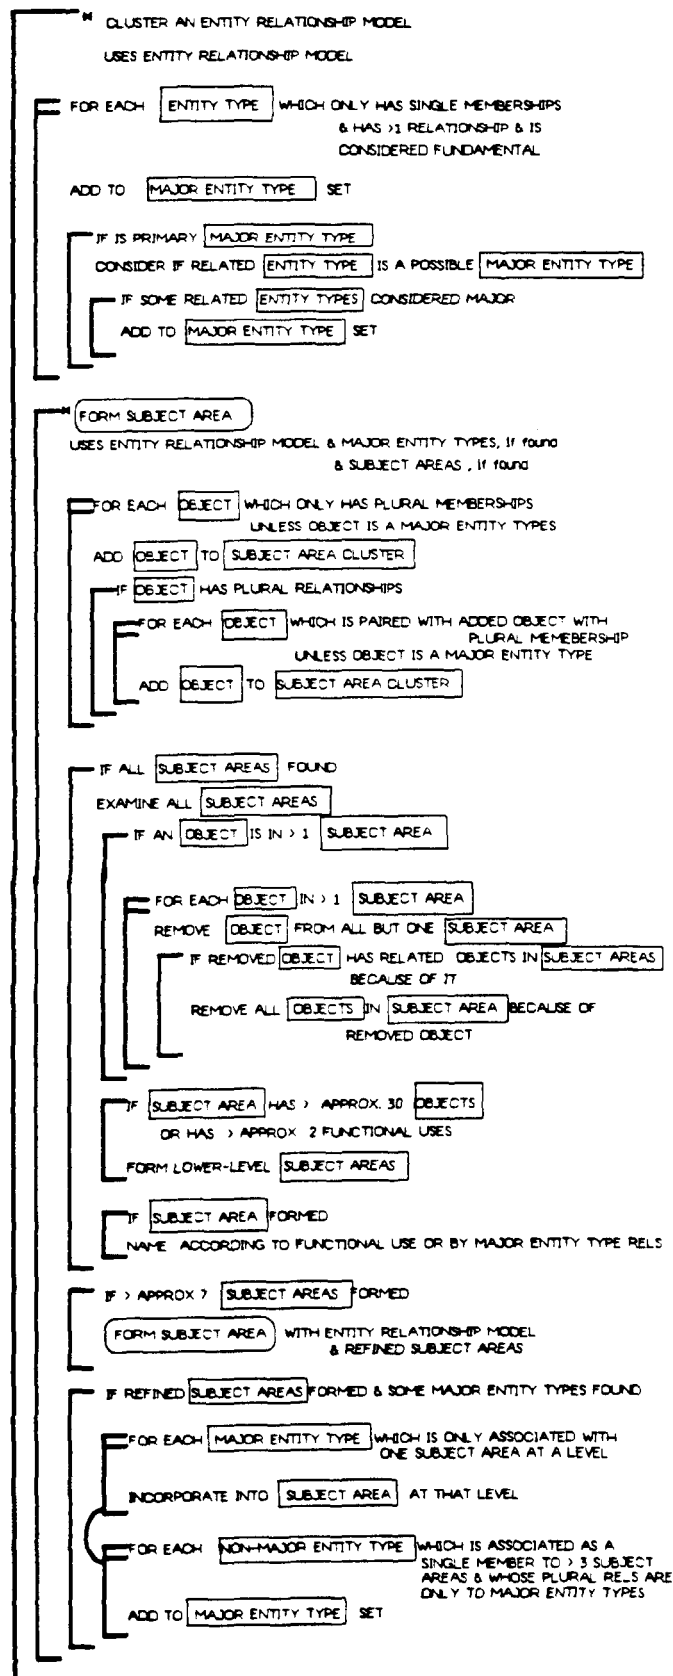 * CLUSTER AN ENTITY RELATIONSHIP MODEL
USES ENTITY RELATIONSHIP MODEL
FOR EACH ENTITY TYPE WHICH ONLY HAS SINGLE MEMBERSHIPS
& HAS >1 RELATIONSHIP & IS
CONSIDERED FUNDAMENTAL
ADD TO MAJOR ENTITY TYPE SET
IF IS PRIMARY MAJOR ENTITY TYPE
CONSIDER IF RELATED ENTITY TYPE IS A POSSIBLE MAJOR ENTITY TYPE
IF SOME RELATED ENTITY TYPES CONSIDERED MAJOR
ADD TO MAJOR ENTITY TYPE SET
* FORM SUBJECT AREA
USES ENTITY RELATIONSHIP MODEL & MAJOR ENTITY TYPES, if found
& SUBJECT AREAS , if found
FOR EACH OBJECT WHICH ONLY HAS PLURAL MEMBERSHIPS
UNLESS OBJECT IS A MAJOR ENTITY TYPES
ADD OBJECT TO SUBJECT AREA CLUSTER
IF OBJECT HAS PLURAL RELATIONSHIPS
FOR EACH OBJECT WHICH IS PAIRED WITH ADDED OBJECT WITH
PLURAL MEMEBERSHIP
UNLESS OBJECT IS A MAJOR ENTITY TYPE
ADD OBJECT TO SUBJECT AREA CLUSTER
IF ALL SUBJECT AREAS FOUND
EXAMINE ALL SUBJECT AREAS
IF AN OBJECT IS IN > 1 SUBJECT AREA
FOR EACH OBJECT IN > 1 SUBJECT AREA
REMOVE OBJECT FROM ALL BUT ONE SUBJECT AREA
IF REMOVED OBJECT HAS RELATED OBJECTS IN SUBJECT AREAS
BECAUSE OF IT
REMOVE ALL OBJECTS IN SUBJECT AREA BECAUSE OF
REMOVED OBJECT
IF SUBJECT AREA HAS > APPROX. 30 OBJECTS
OR HAS > APPROX 2 FUNCTIONAL USES
FORM LOWER-LEVEL SUBJECT AREAS
IF SUBJECT AREA FORMED
NAME ACCORDING TO FUNCTIONAL USE OR BY MAJOR ENTITY TYPE RELS
IF > APPROX 7 SUBJECT AREAS FORMED
FORM SUBJECT AREA WITH ENTITY RELATIONSHIP MODEL
& REFINED SUBJECT AREAS
IF REFINED SUBJECT AREAS FORMED & SOME MAJOR ENTITY TYPES FOUND
FOR EACH MAJOR ENTITY TYPE WHICH IS ONLY ASSOCIATED WITH
ONE SUBJECT AREA AT A LEVEL
INCORPORATE INTO SUBJECT AREA AT THAT LEVEL
FOR EACH NON-MAJOR ENTITY TYPE WHICH IS ASSOCIATED AS A
SINGLE MEMBER TO > 3 SUBJECT
AREAS & WHOSE PLURAL RELS ARE
ONLY TO MAJOR ENTITY TYPES
ADD TO MAJOR ENTITY TYPE SET